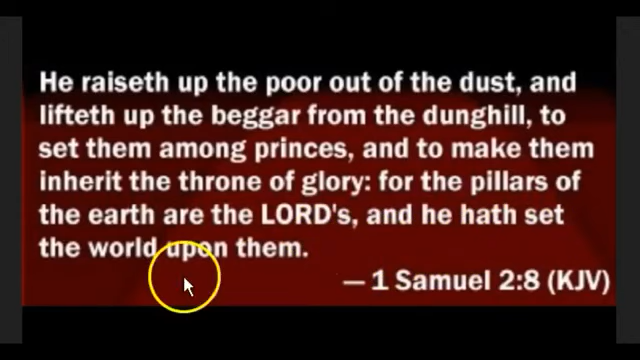 He raiseth up the poor out of the dust, and
lifteth up the beggar from the dunghill, to
set them among princes, and to make them
inherit the throne of glory: for the pillars of
the earth are the LORD's, and he hath set
the world upon them.
— 1 Samuel 2:8 (KJV)